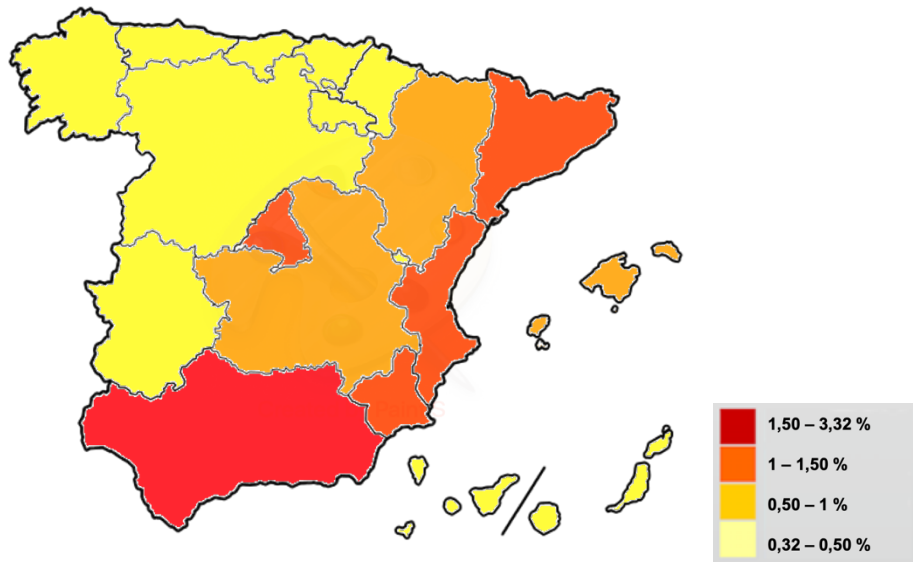 1,50 – 3,32 %
1 – 1,50 %
0,50 – 1 %
0,32 – 0,50 %